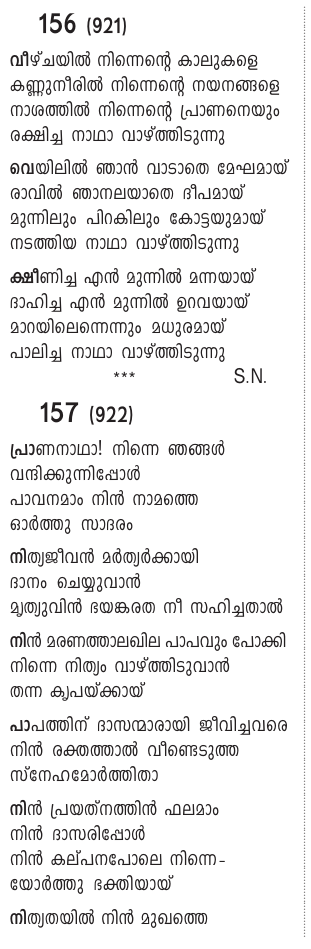 156 (921)
വീഴ്ചയിൽ നിന്നെന്റെ കാലുകളെ
കണ്ണുനീരിൽ നിന്നെന്റെ നയനങ്ങളെ
നാശത്തിൽ നിന്നെന്റെ പ്രാണനെയും
രക്ഷിച്ച നാഥാ വാഴ്ത്തിടുന്നു
വെയിലിൽ ഞാൻ വാടാതെ മേഘമായ്
രാവിൽ ഞാനലയാതെ ദീപമായ്
മുന്നിലും പിറകിലും കോട്ടയുമായ്
നടത്തിയ നാഥാ വാഴ്ത്തിടുന്നു
ക്ഷീണിച്ച എൻ മുന്നിൽ മന്നയായ്
ദാഹിച്ച എൻ മുന്നിൽ ഉറവയായ്
മാറയിലെന്നെന്നും മധുരമായ്
പാലിച്ച നാഥാ വാഴ്ത്തിടുന്നു
*** S.N.
157 (922)
പ്രാണനാഥാ! നിന്നെ ഞങ്ങൾ
വന്ദിക്കുന്നിപ്പോൾ
പാവനമാം നിൻ നാമത്തെ
ഓർത്തു സാദരം
നിത്യജീവൻ മർത്യർക്കായി
ദാനം ചെയ്യുവാൻ
മൃത്യുവിൻ ഭയങ്കരത നീ സഹിച്ചതാൽ
നിൻ മരണത്താലഖില പാപവും പോക്കി
നിന്നെ നിത്യം വാഴ്ത്തിടുവാൻ
തന്ന കൃപയ്ക്കായ്
പാപത്തിന് ദാസന്മാരായി ജീവിച്ചവരെ
നിൻ രക്തത്താൽ വീണ്ടെടുത്ത
സ്നേഹമോർത്തിതാ
നിൻ പ്രയത്നത്തിൻ ഫലമാം
നിൻ ദാസരിപ്പോൾ
നിൻ കല്പനപോലെ നിന്നെ-
യോർത്തു ഭക്തിയായ്
നിത്യതയിൽ നിൻ മുഖത്തെ